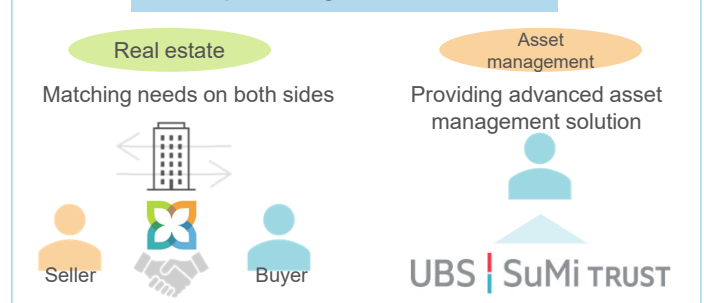 Real estate
Asset
management
Matching needs on both sides
Providing advanced asset
management solution
Seller
Buyer
UBS SuMi TRUST